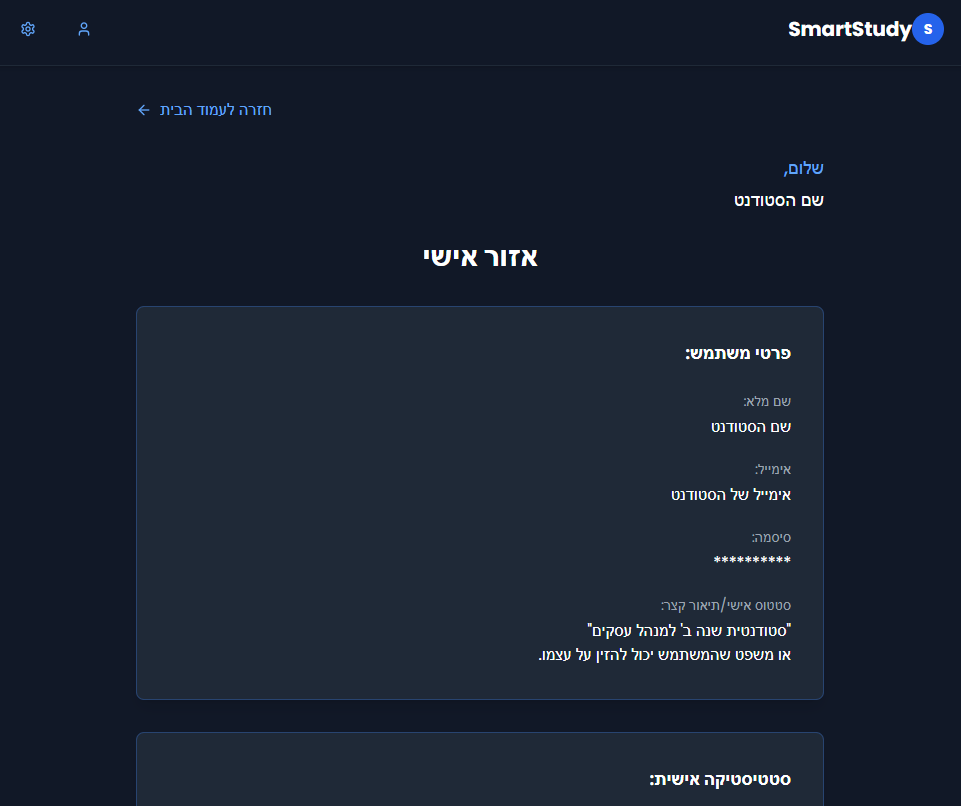 SmartStudy S
חזרה לעמוד הבית
שלום,
שם הסטודנט
אזור אישי
פרטי משתמש:
שם מלא:
שם הסטודנט
אימייל:
אימייל של הסטודנט
סיסמה:
**********
סטטוס אישי/תיאור קצר:
"סטודנטית שנה ב' למנהל עסקים"
או משפט שהמשתמש יכול להזין על עצמו.
סטטיסטיקה אישית: